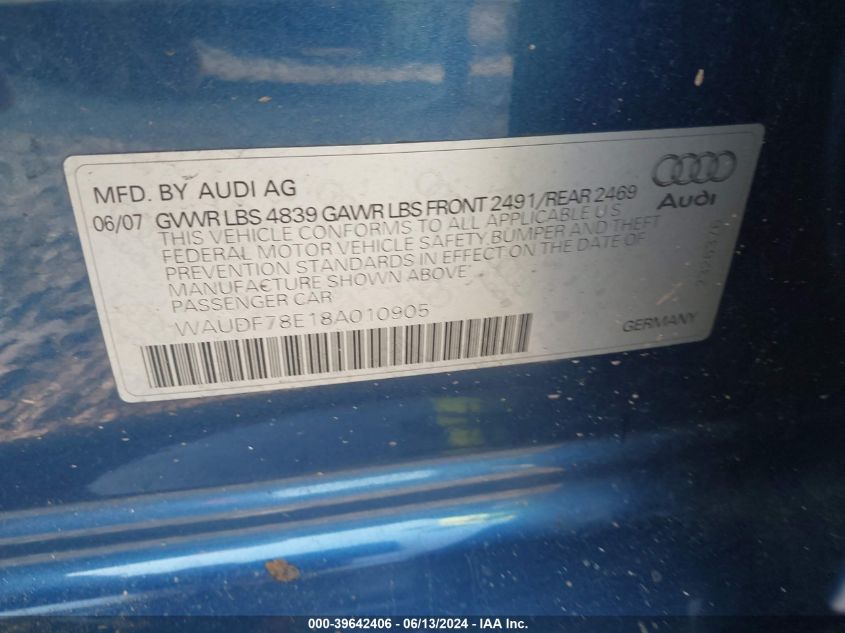 MFD. BY AUDI AG
06/07 GVWR LBS 4839 GAWR LBS FRONT 2491/REAR 2469
THIS VEHICLE CONFORMS TO ALL APPLICABLE U S
FEDERAL MOTOR VEHICLE SAFETY, BUMPER AND THEFT
PREVENTION STANDARDS IN EFFECT ON THE DATE OF
MANUFACTURE SHOWN ABOVE
PASSENGER CAR
WAUDF78E18A010905
Audi
GERMANY
000-39642406 - 06/13/2024 - IAA Inc.